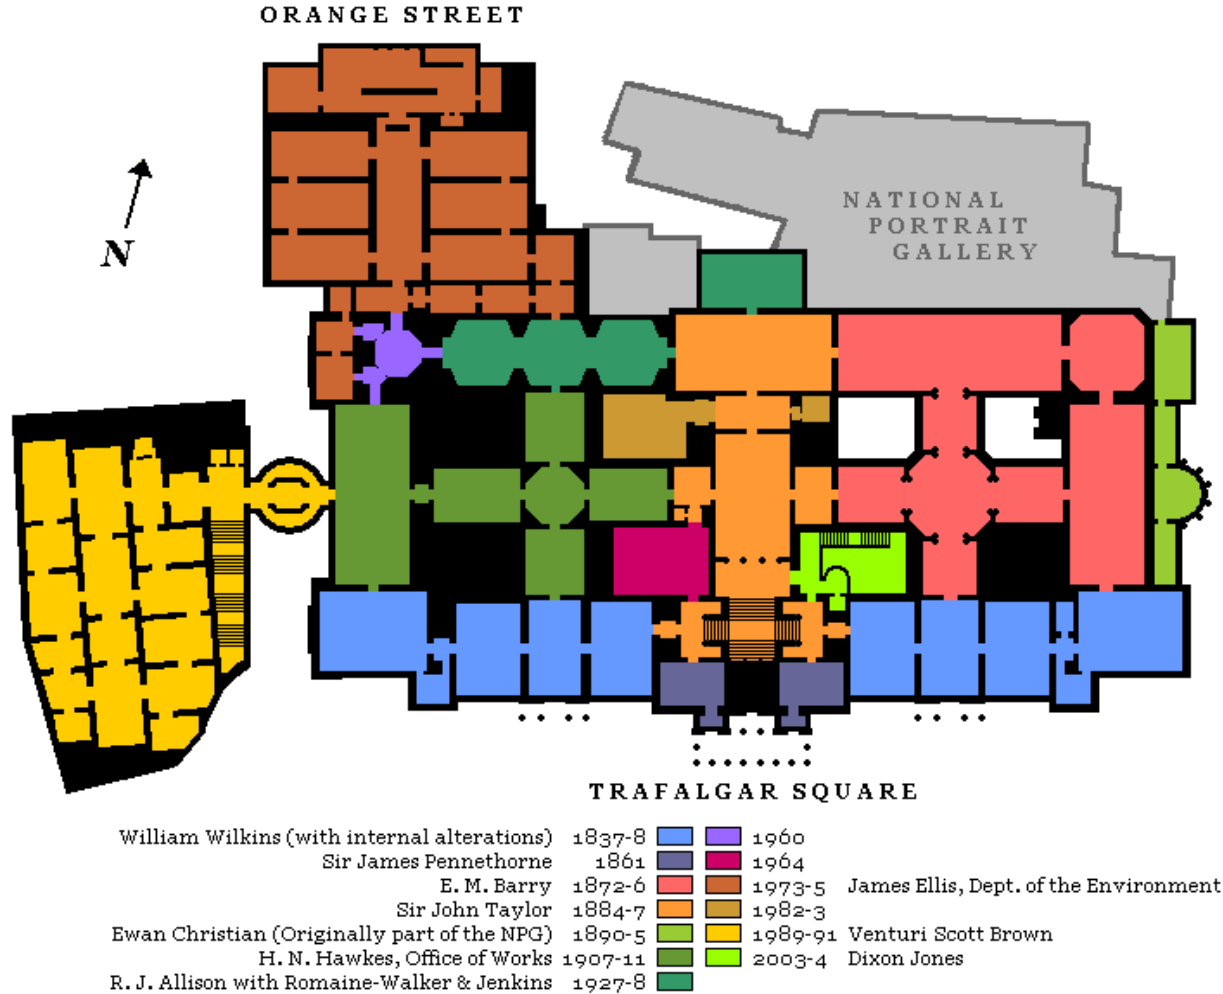 ORANGE STREET
NATIONAL
PORTRAIT
GALLERY
N
TRAFALGAR SQUARE
William Wilkins (with internal alterations) 1837-8
1960
Sir James Pennethorne 1861
1964
E. M. Barry 1872-6
1973-5 James Ellis, Dept. of the Environment
Sir John Taylor 1884-7
1982-3
Ewan Christian (Originally part of the NPG) 1890-5
1989-91 Venturi Scott Brown
H. N. Hawkes, Office of Works 1907-11
2003-4 Dixon Jones
R. J. Allison with Romaine-Walker & Jenkins 1927-8